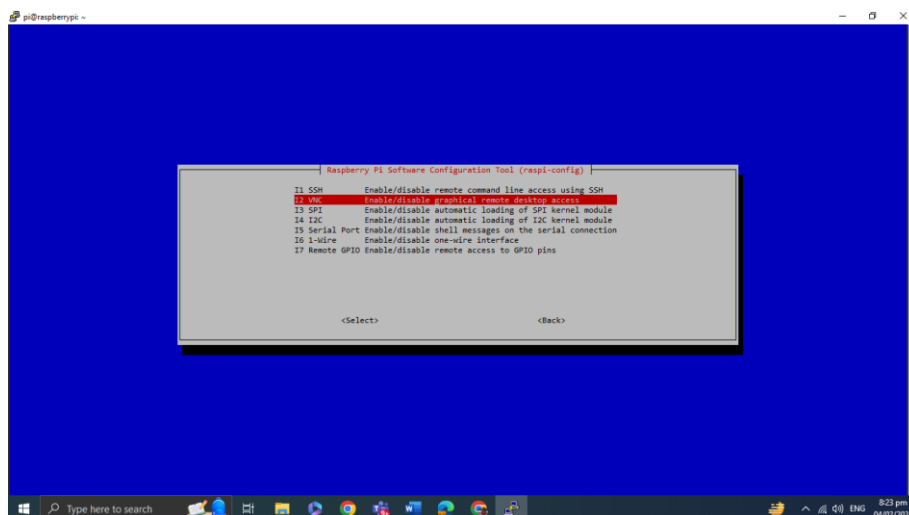 pi@raspberrypi: ~
Raspberry Pi Software Configuration Tool (raspi-config)
I1 SSH Enable/disable remote command line access using SSH
I2 VNC Enable/disable graphical remote desktop access
I3 SPI Enable/disable automatic loading of SPI kernel module
I4 I2C Enable/disable automatic loading of I2C kernel module
I5 Serial Port Enable/disable shell messages on the serial connection
I6 1-Wire Enable/disable one-wire interface
I7 Remote GPIO Enable/disable remote access to GPIO pins
<Select> <Back>
Type here to search ENG 8:23 pm